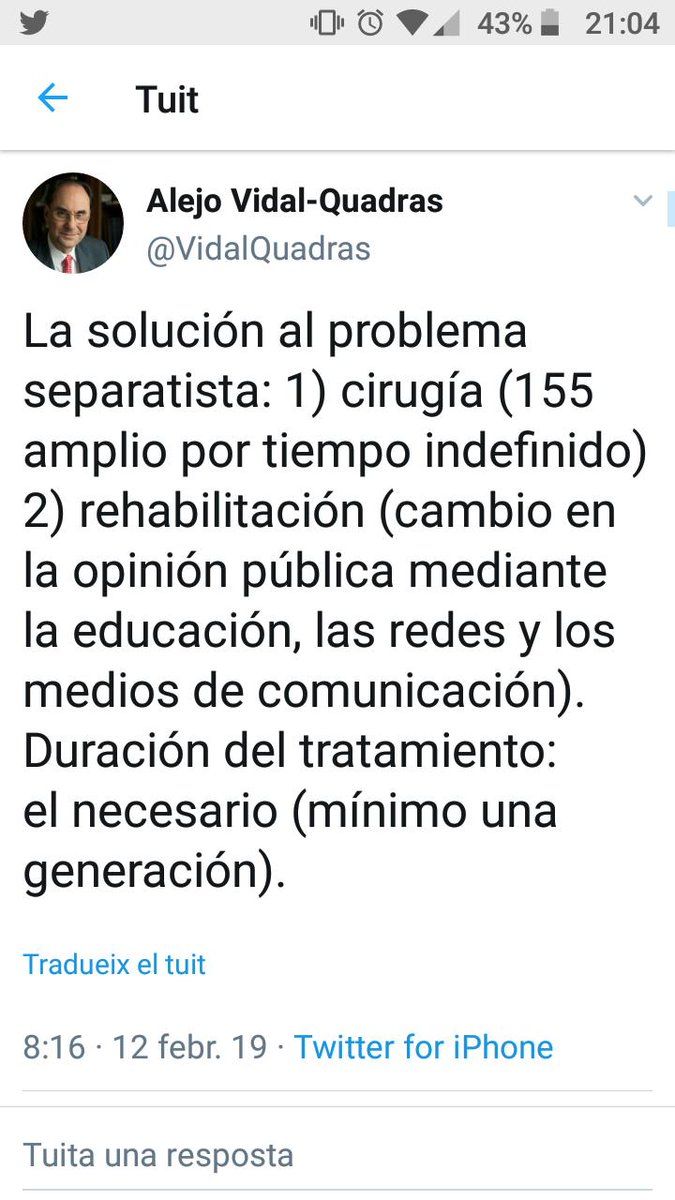 43% 21:04
Tuit
Alejo Vidal-Quadras
@VidalQuadras
La solución al problema
separatista: 1) cirugía (155
amplio por tiempo indefinido)
2) rehabilitación (cambio en
la opinión pública mediante
la educación, las redes y los
medios de comunicación).
Duración del tratamiento:
el necesario (mínimo una
generación).
Tradueix el tuit
8:16 · 12 febr. 19 · Twitter for iPhone
Tuita una resposta